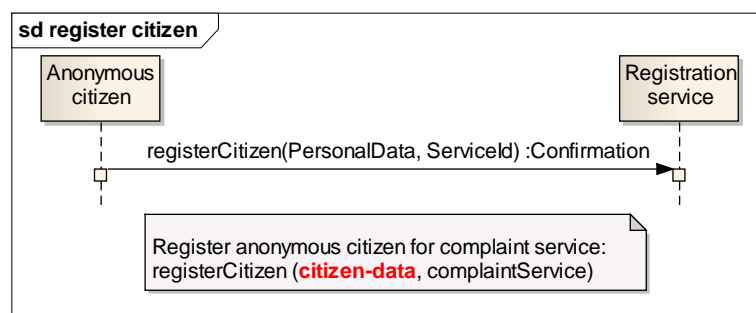 sd register citizen
Anonymous
citizen
Registration
service
registerCitizen(PersonalData, ServiceId) :Confirmation
Register anonymous citizen for complaint service:
registerCitizen (citizen-data, complaintService)